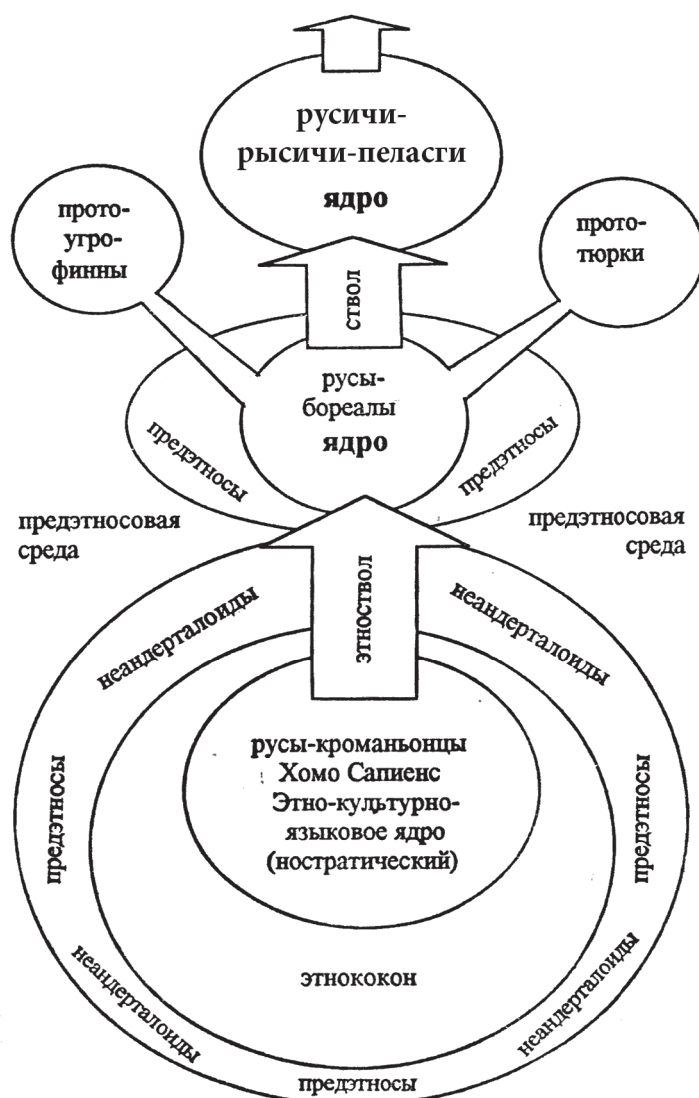 русичи-
рысичи-пеласги
ядро
прото-
угро-
финны
прото-
тюрки
ствол
русы-
бореалы
ядро
предэтносы
предэтносы
предэтносовая
среда
предэтносовая
среда
этноствол
неандерталоиды
неандерталоиды
русы-кроманьонцы
Хомо Сапиенс
Этно-культурно-
языковое ядро
(ностратический)
предэтносы
предэтносы
этнококон
неандерталоиды
неандерталоиды
предэтносы